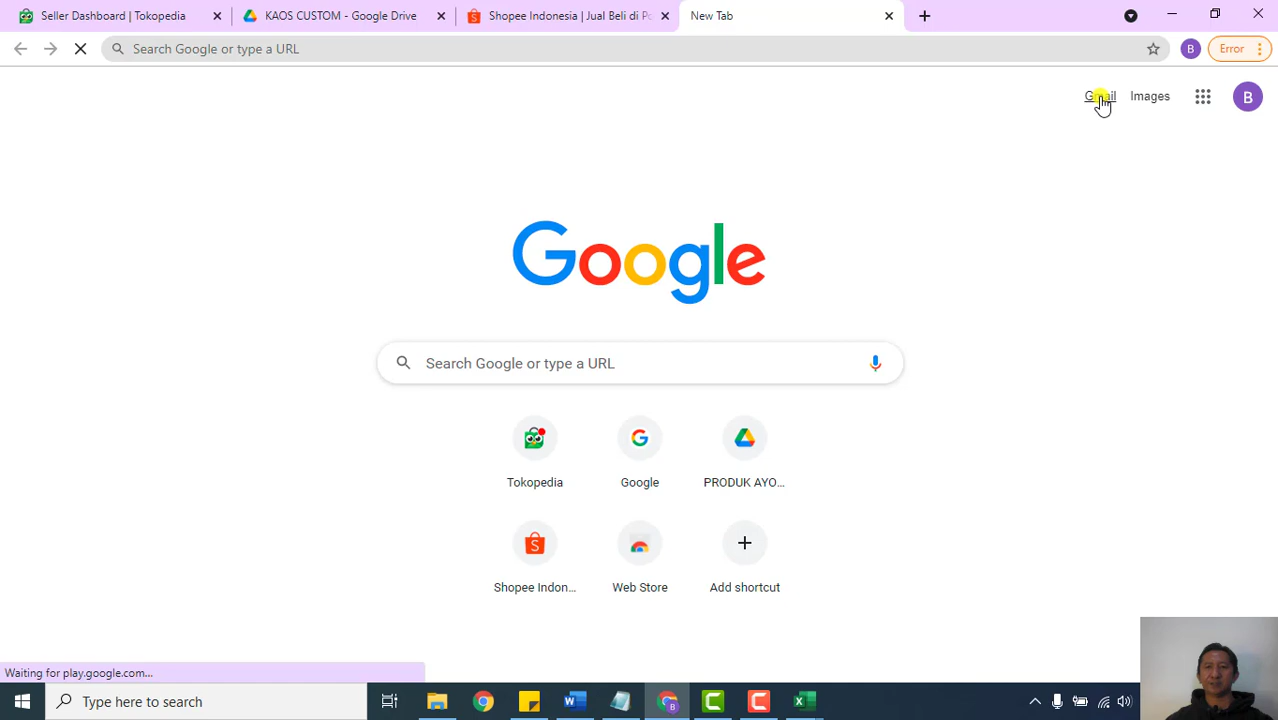 Seller Dashboard | Tokopedia
KAOS CUSTOM - Google Drive
Shopee Indonesia | Jual Beli di Po
New Tab
Search Google or type a URL
B
Error
Gmail
Images
B
Google
Search Google or type a URL
Tokopedia
Google
PRODUK AYO...
Shopee Indon...
Web Store
Add shortcut
Waiting for play.google.com...
Type here to search